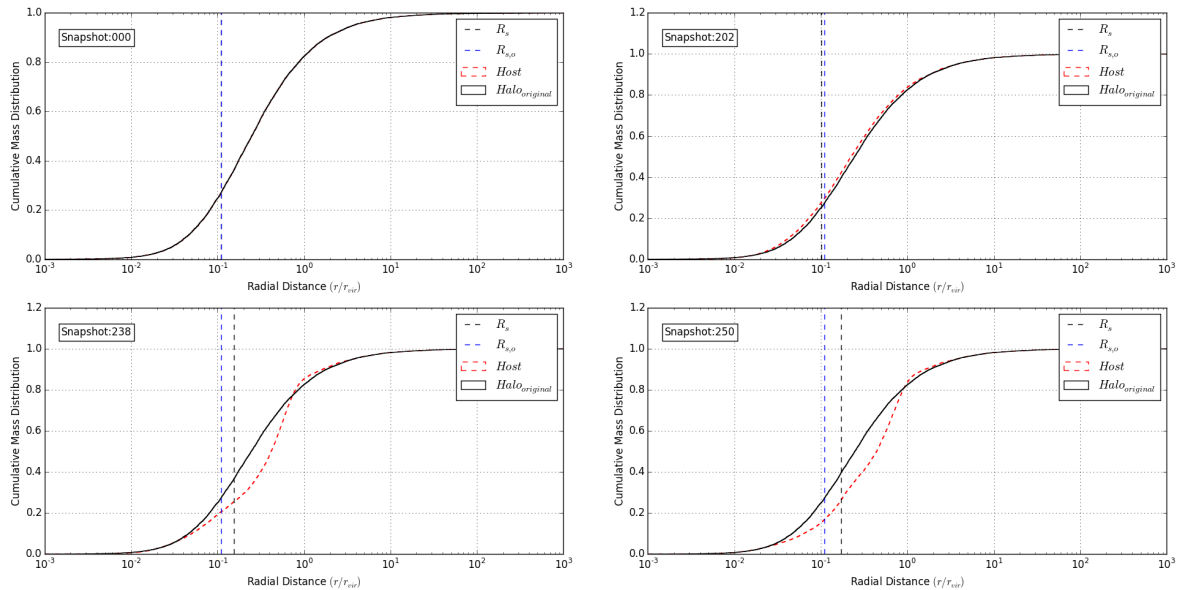 Snapshot:000
R_s
R_{s,o}
Host
Halo_{original}
Cumulative Mass Distribution
1.0
0.8
0.6
0.4
0.2
0.0
10^{-3} 10^{-2} 10^{-1} 10^{0} 10^{1} 10^{2} 10^{3}
Radial Distance (r/r_{vir})
Snapshot:202
R_s
R_{s,o}
Host
Halo_{original}
Cumulative Mass Distribution
1.2
1.0
0.8
0.6
0.4
0.2
0.0
10^{-3} 10^{-2} 10^{-1} 10^{0} 10^{1} 10^{2} 10^{3}
Radial Distance (r/r_{vir})
Snapshot:238
R_s
R_{s,o}
Host
Halo_{original}
Cumulative Mass Distribution
1.2
1.0
0.8
0.6
0.4
0.2
0.0
10^{-3} 10^{-2} 10^{-1} 10^{0} 10^{1} 10^{2} 10^{3}
Radial Distance (r/r_{vir})
Snapshot:250
R_s
R_{s,o}
Host
Halo_{original}
Cumulative Mass Distribution
1.2
1.0
0.8
0.6
0.4
0.2
0.0
10^{-3} 10^{-2} 10^{-1} 10^{0} 10^{1} 10^{2} 10^{3}
Radial Distance (r/r_{vir})